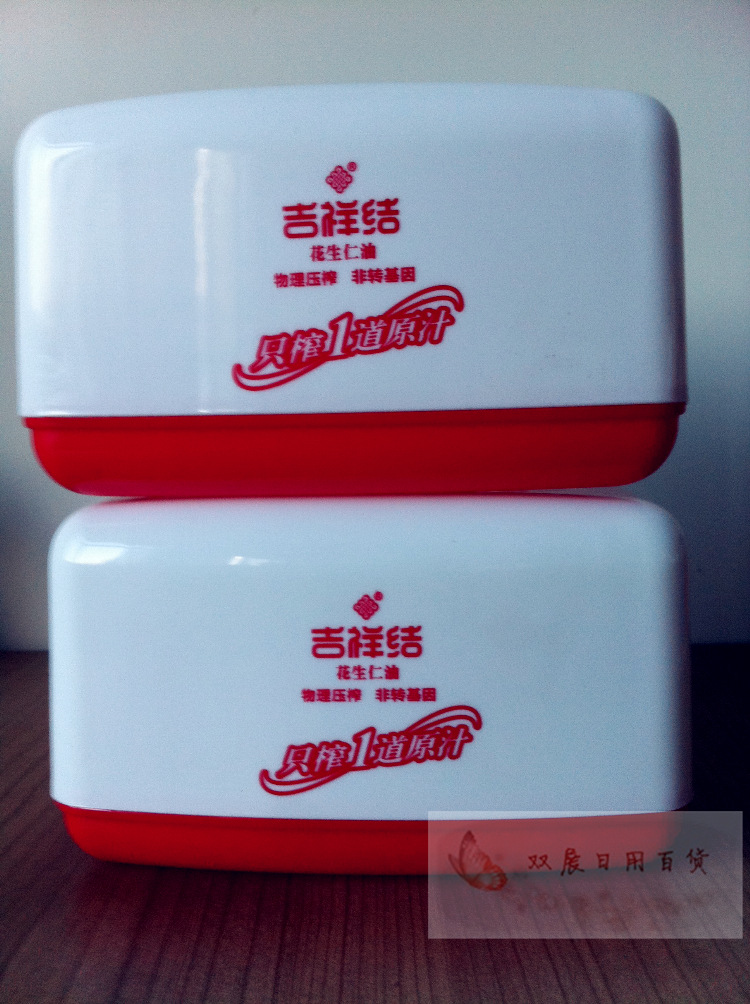 ®
吉祥结
花生仁油
物理压榨 非转基因
只榨1道原汁
®
吉祥结
花生仁油
物理压榨 非转基因
只榨1道原汁
双展日用百货